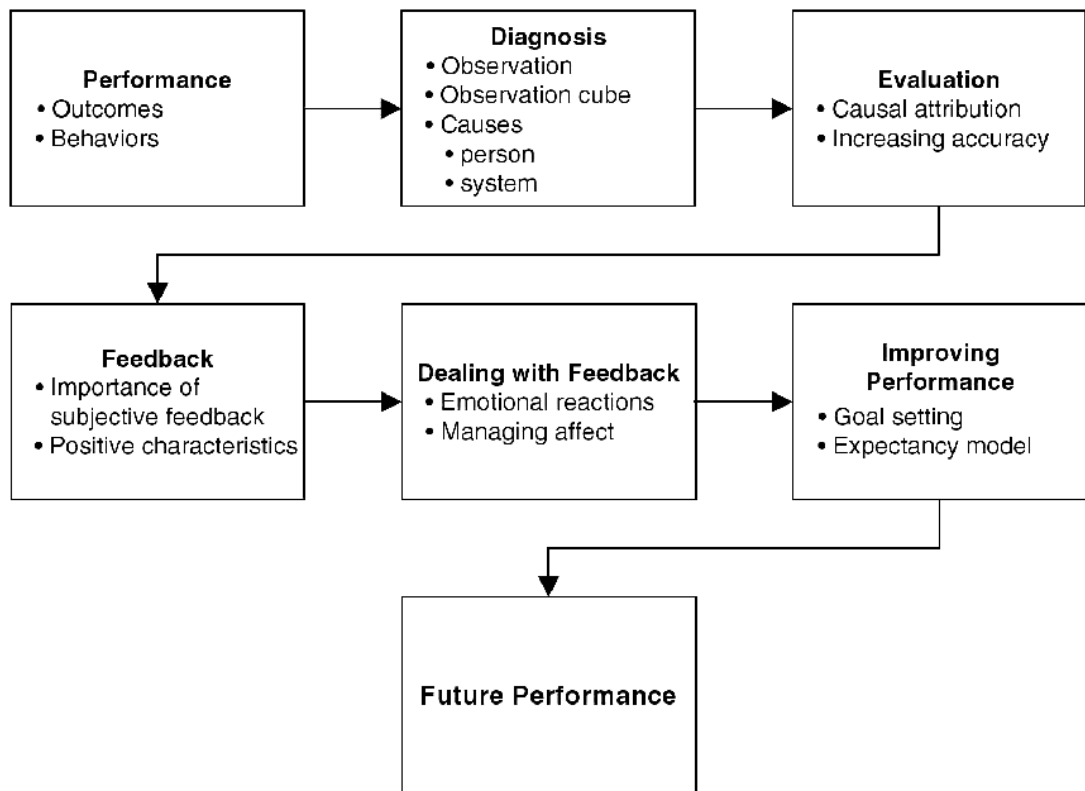 Performance
• Outcomes
• Behaviors
Diagnosis
• Observation
• Observation cube
• Causes
• person
• system
Evaluation
• Causal attribution
• Increasing accuracy
Feedback
• Importance of
subjective feedback
• Positive characteristics
Dealing with Feedback
• Emotional reactions
• Managing affect
Improving
Performance
• Goal setting
• Expectancy model
Future Performance